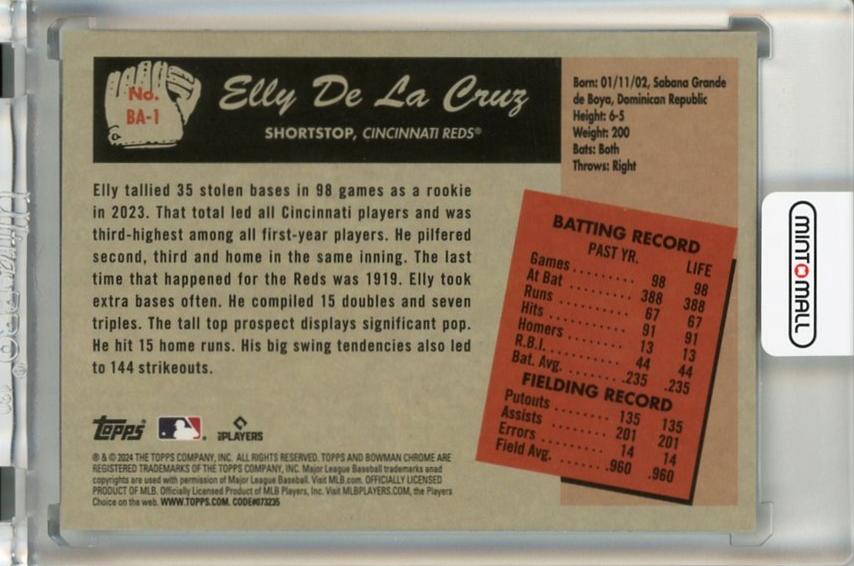 No.
BA-1
Elly De La Cruz
SHORTSTOP, CINCINNATI REDS®
Born: 01/11/02, Sabana Grande
de Boya, Dominican Republic
Height: 6-5
Weight: 200
Bats: Both
Throws: Right
Elly tallied 35 stolen bases in 98 games as a rookie
in 2023. That total led all Cincinnati players and was
third-highest among all first-year players. He pilfered
second, third and home in the same inning. The last
time that happened for the Reds was 1919. Elly took
extra bases often. He compiled 15 doubles and seven
triples. The tall top prospect displays significant pop.
He hit 15 home runs. His big swing tendencies also led
to 144 strikeouts.
BATTING RECORD
PAST YR. LIFE
Games......... 98 98
At Bat ......... 388 388
Runs ......... 67 67
Hits ......... 91 91
Homers ......... 13 13
R.B.I. ......... 44 44
Bat. Avg. ...... .235 .235
FIELDING RECORD
Putouts ........ 135 135
Assists ........ 201 201
Errors ........ 14 14
Field Avg. ...... .960 .960
Topps
PLAYERS
® & © 2024 THE TOPPS COMPANY, INC. ALL RIGHTS RESERVED. TOPPS AND BOWMAN CHROME ARE
REGISTERED TRADEMARKS OF THE TOPPS COMPANY, INC. Major League Baseball trademarks anad
copyrights are used with permission of Major League Baseball. Visit MLB.com. OFFICIALLY LICENSED
PRODUCT OF MLB. Officially Licensed Product of MLB Players, Inc. Visit MLBPLAYERS.COM, the Players
Choice on the web. WWW.TOPPS.COM. CODE#073235
MINT MALL